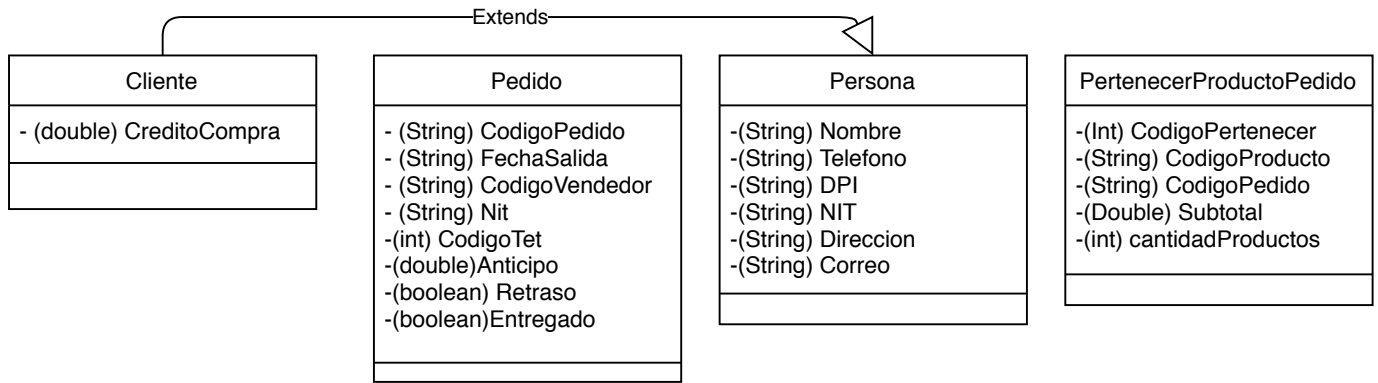 Extends
Cliente
- (double) CreditoCompra
Pedido
- (String) CodigoPedido
- (String) FechaSalida
- (String) CodigoVendedor
- (String) Nit
-(int) CodigoTet
-(double)Anticipo
-(boolean) Retraso
-(boolean)Entregado
Persona
-(String) Nombre
-(String) Telefono
-(String) DPI
-(String) NIT
-(String) Direccion
-(String) Correo
PertenecerProductoPedido
-(Int) CodigoPertenecer
-(String) CodigoProducto
-(String) CodigoPedido
-(Double) Subtotal
-(int) cantidadProductos